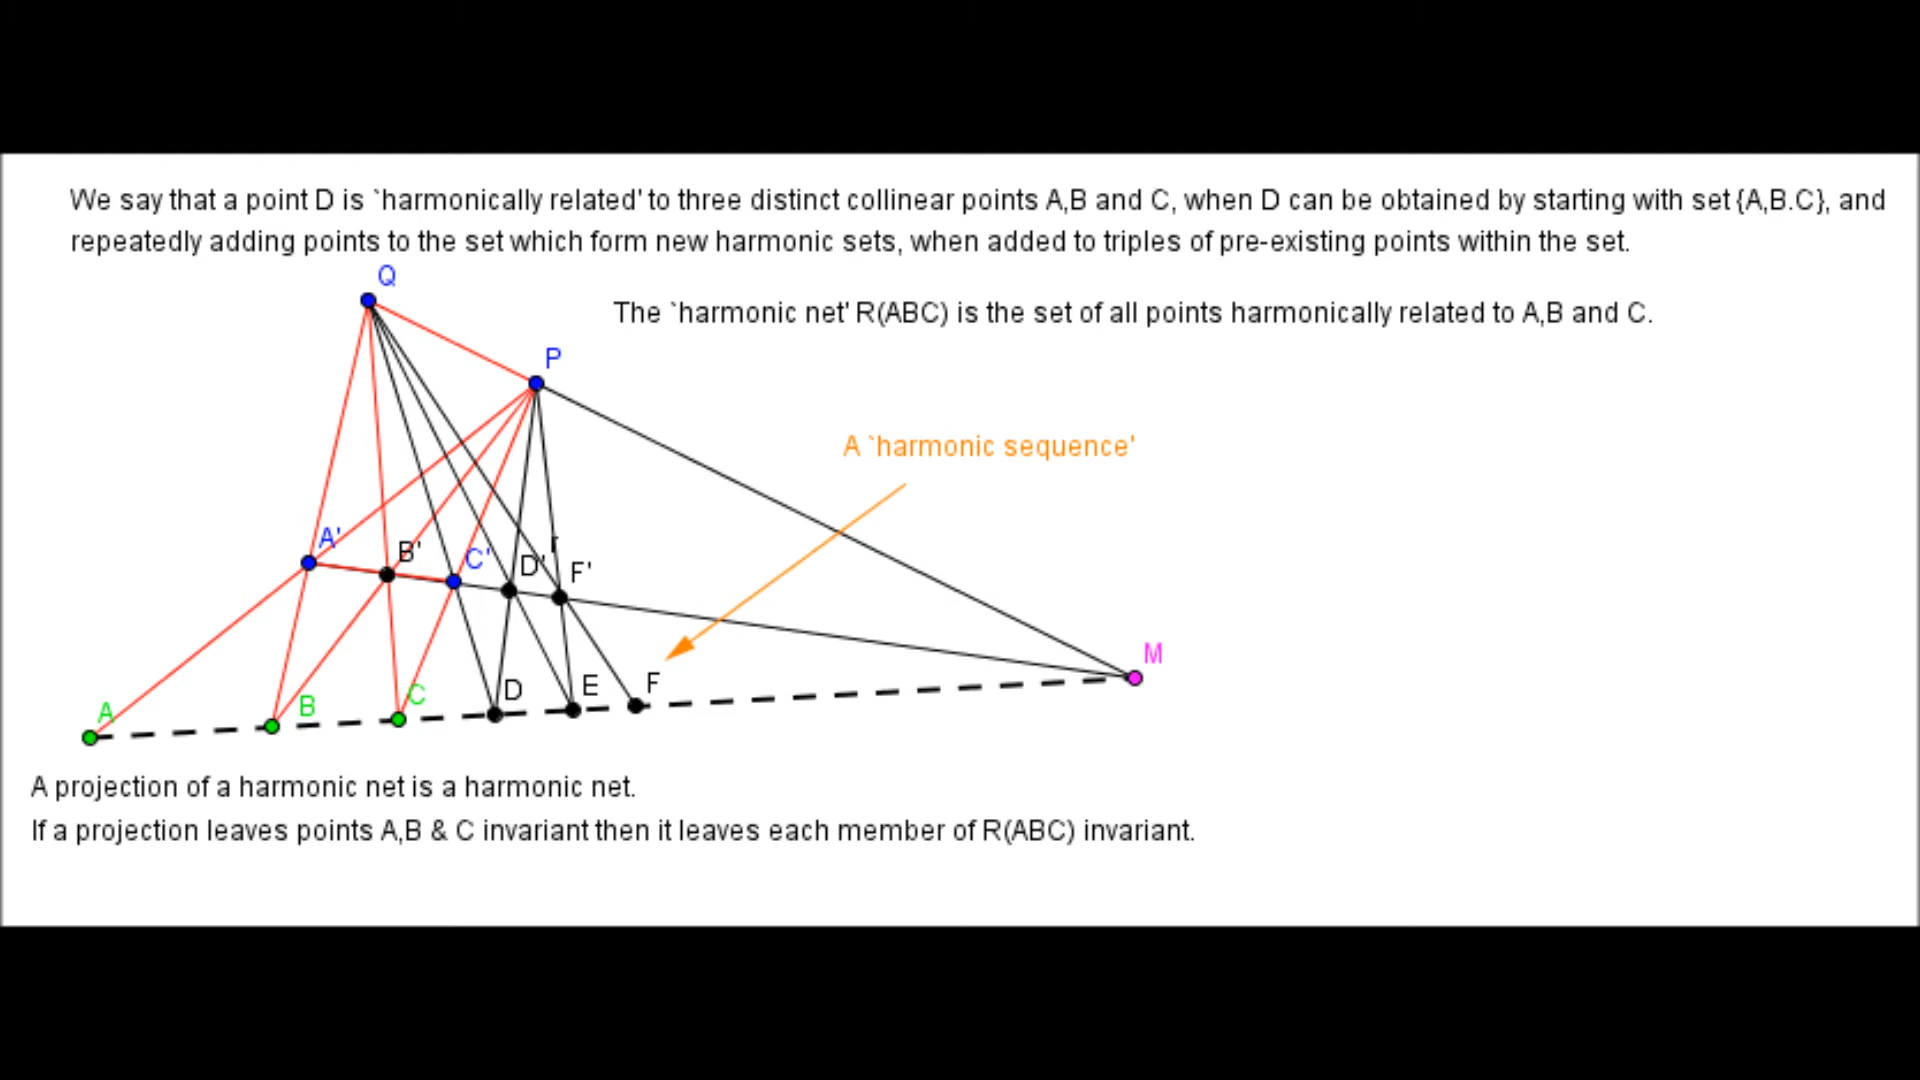 We say that a point D is `harmonically related' to three distinct collinear points A,B and C, when D can be obtained by starting with set {A,B.C}, and
repeatedly adding points to the set which form new harmonic sets, when added to triples of pre-existing points within the set.
Q
The `harmonic net' R(ABC) is the set of all points harmonically related to A,B and C.
P
A `harmonic sequence'
A' B' C' D' F'
M
A B C D E F
A projection of a harmonic net is a harmonic net.
If a projection leaves points A,B & C invariant then it leaves each member of R(ABC) invariant.